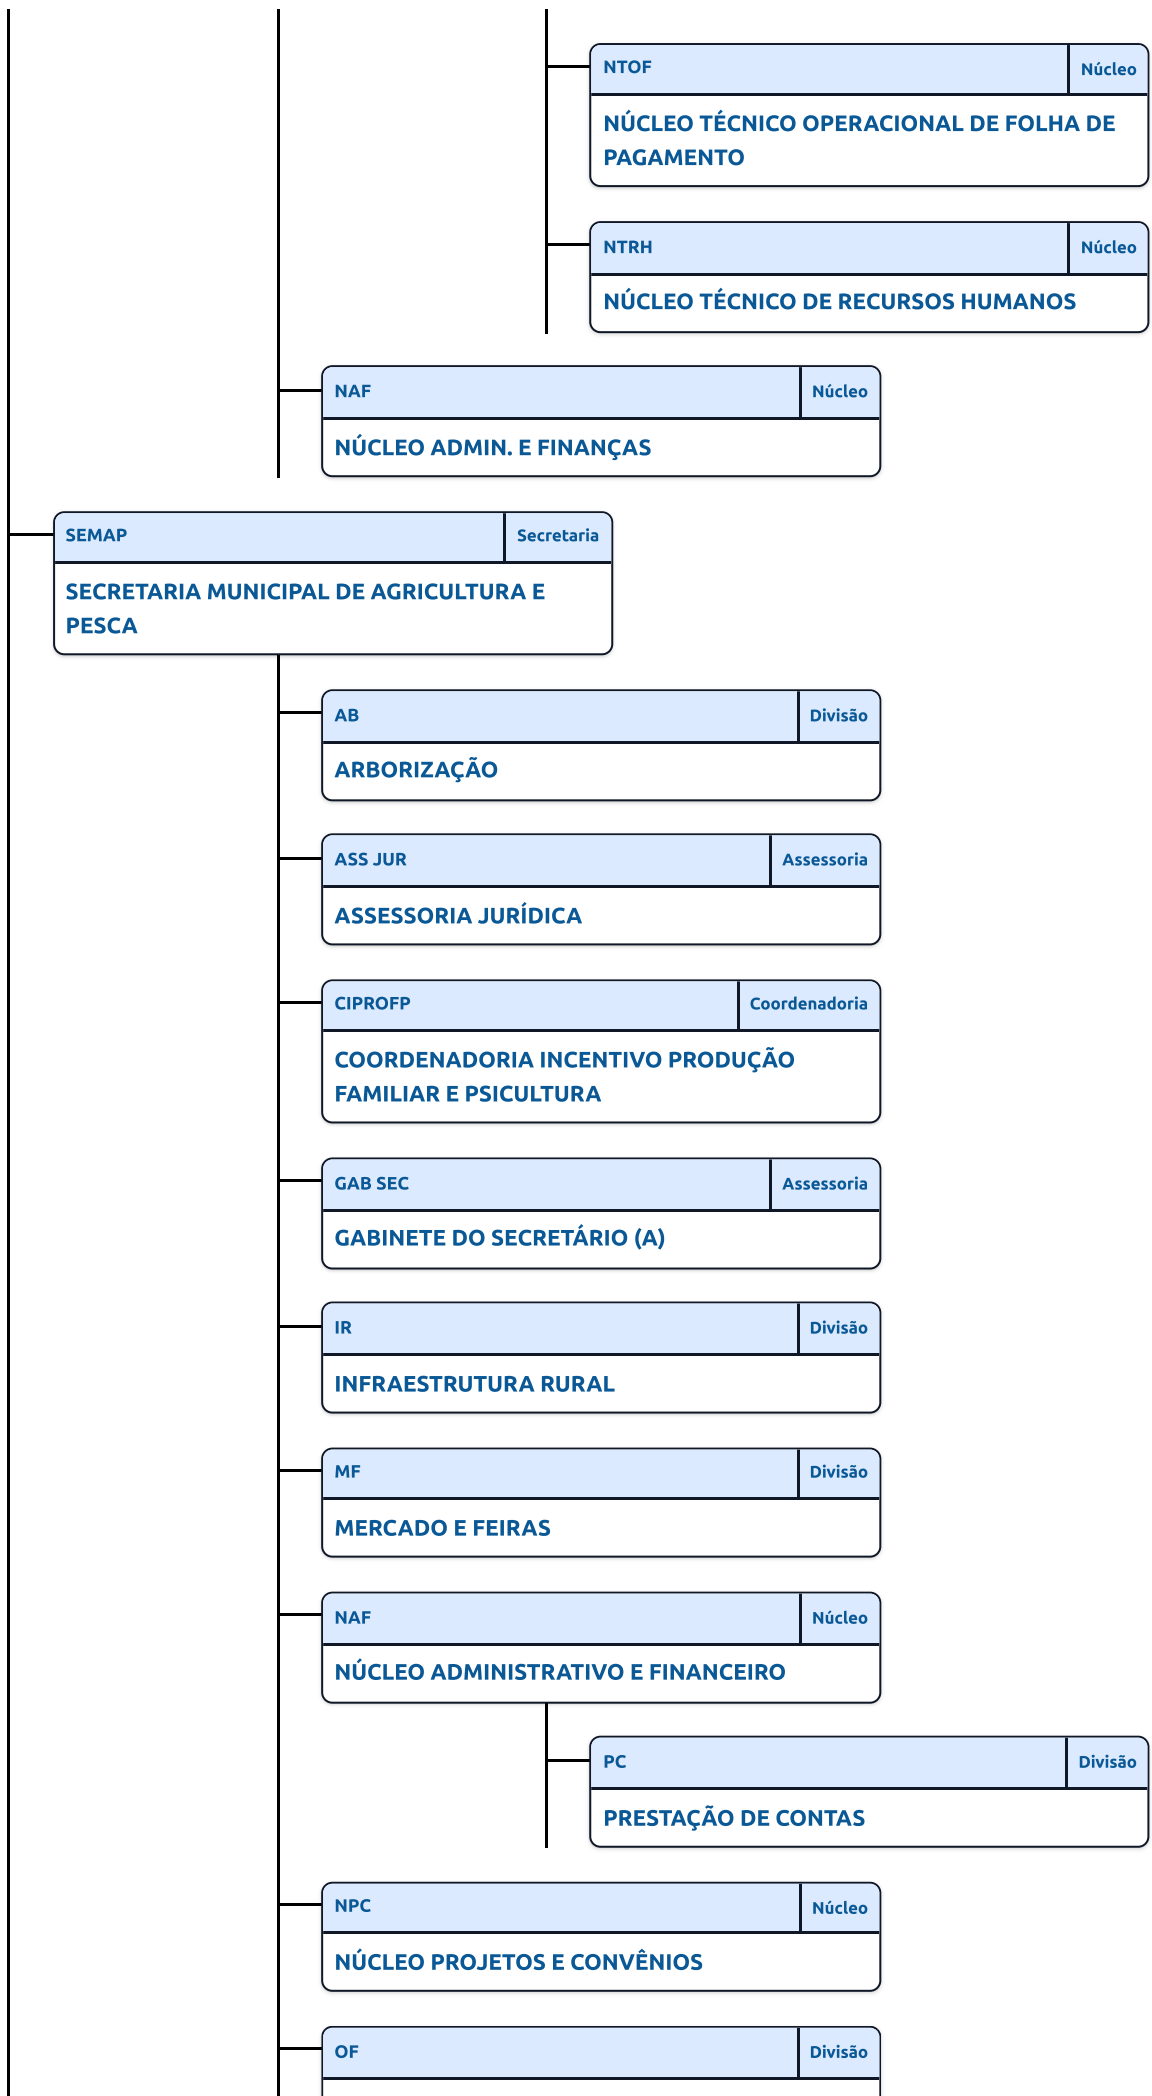 NTOF
Núcleo
NÚCLEO TÉCNICO OPERACIONAL DE FOLHA DE
PAGAMENTO
NTRH
Núcleo
NÚCLEO TÉCNICO DE RECURSOS HUMANOS
NAF
Núcleo
NÚCLEO ADMIN. E FINANÇAS
SEMAP
Secretaria
SECRETARIA MUNICIPAL DE AGRICULTURA E
PESCA
AB
Divisão
ARBORIZAÇÃO
ASS JUR
Assessoria
ASSESSORIA JURÍDICA
CIPROFP
Coordenadoria
COORDENADORIA INCENTIVO PRODUÇÃO
FAMILIAR E PSICULTURA
GAB SEC
Assessoria
GABINETE DO SECRETÁRIO (A)
IR
Divisão
INFRAESTRUTURA RURAL
MF
Divisão
MERCADO E FEIRAS
NAF
Núcleo
NÚCLEO ADMINISTRATIVO E FINANCEIRO
PC
Divisão
PRESTAÇÃO DE CONTAS
NPC
Núcleo
NÚCLEO PROJETOS E CONVÊNIOS
OF
Divisão